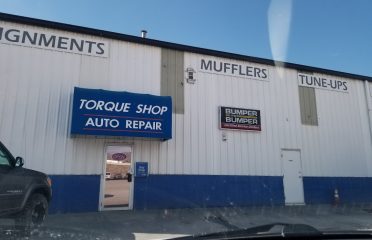 IGNMENTS
MUFFLERS
TUNE-UPS
TORQUE SHOP
AUTO REPAIR
BUMPER
BUMPER